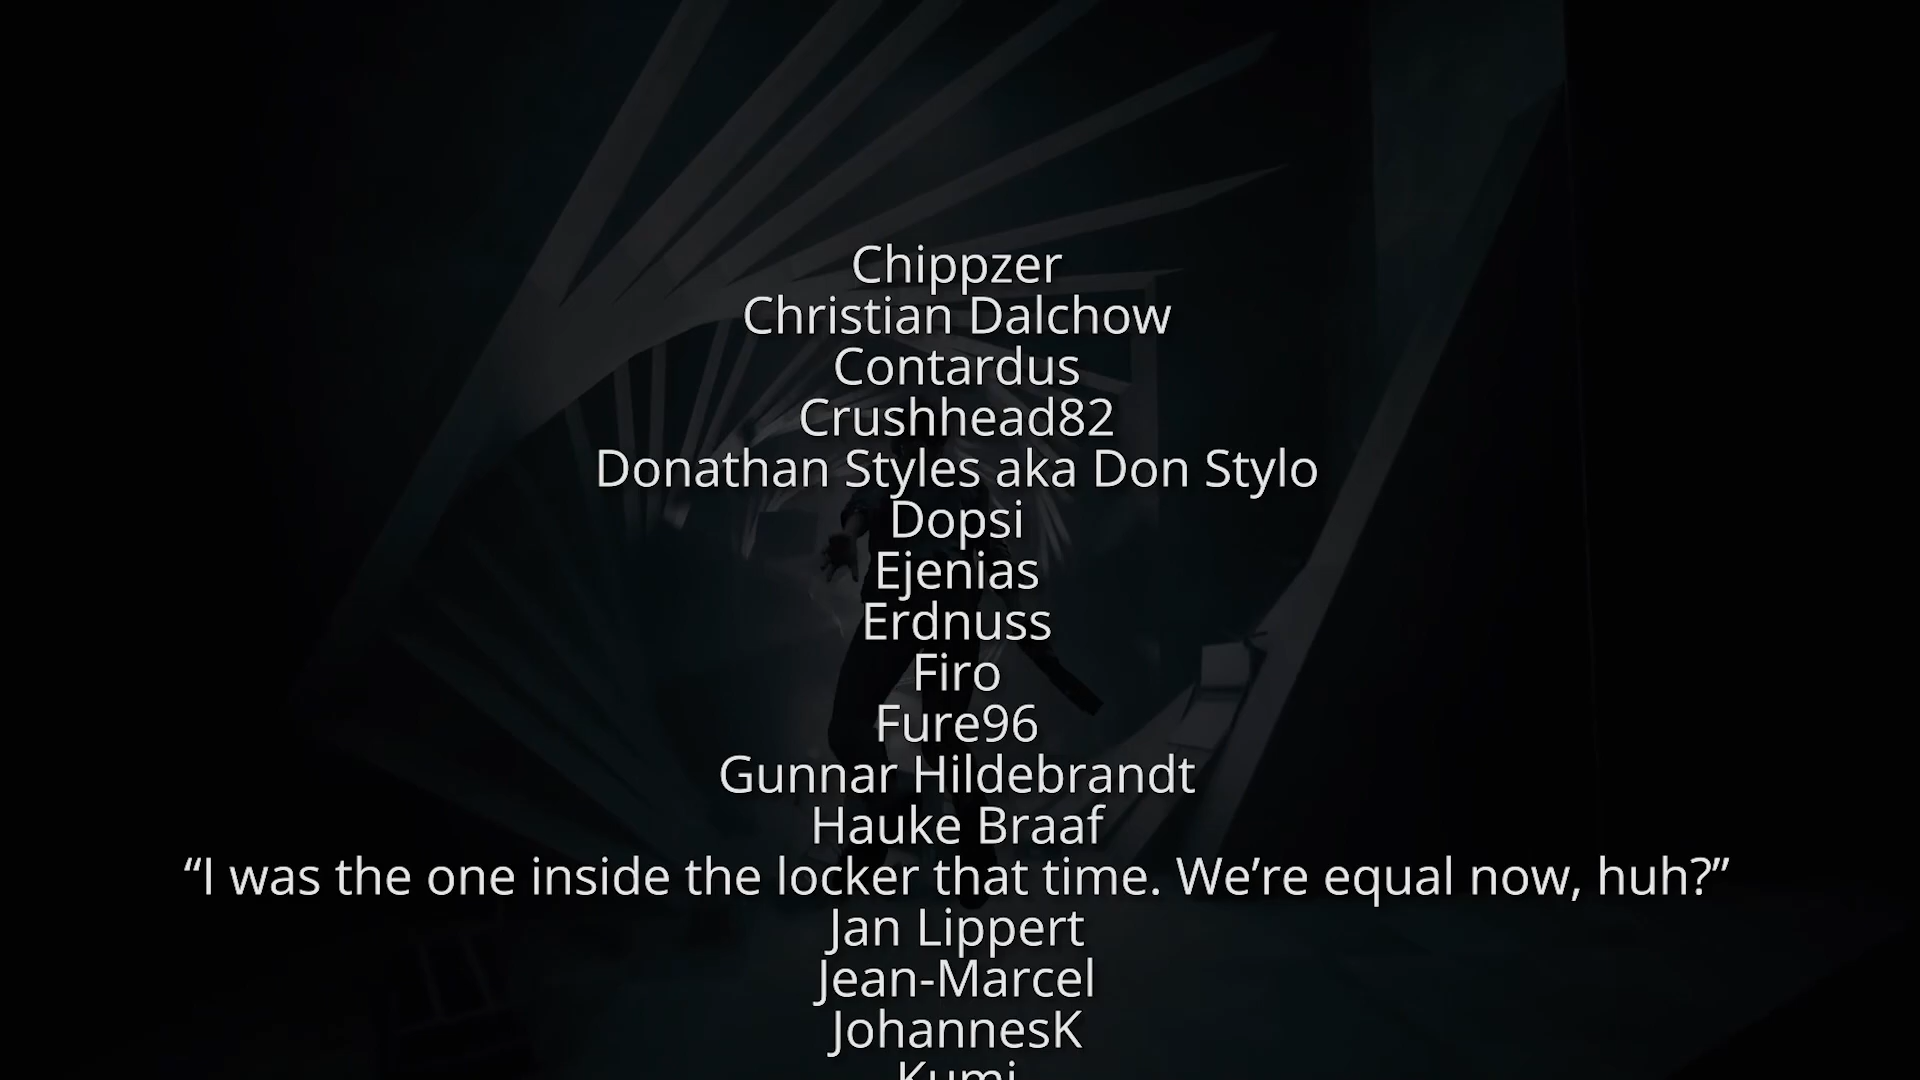 Chippzer
Christian Dalchow
Contardus
Crushhead82
Donathan Styles aka Don Stylo
Dopsi
Ejenias
Erdnuss
Firo
Fure96
Gunnar Hildebrandt
Hauke Braaf
“I was the one inside the locker that time. We’re equal now, huh?”
Jan Lippert
Jean-Marcel
JohannesK
Kumi